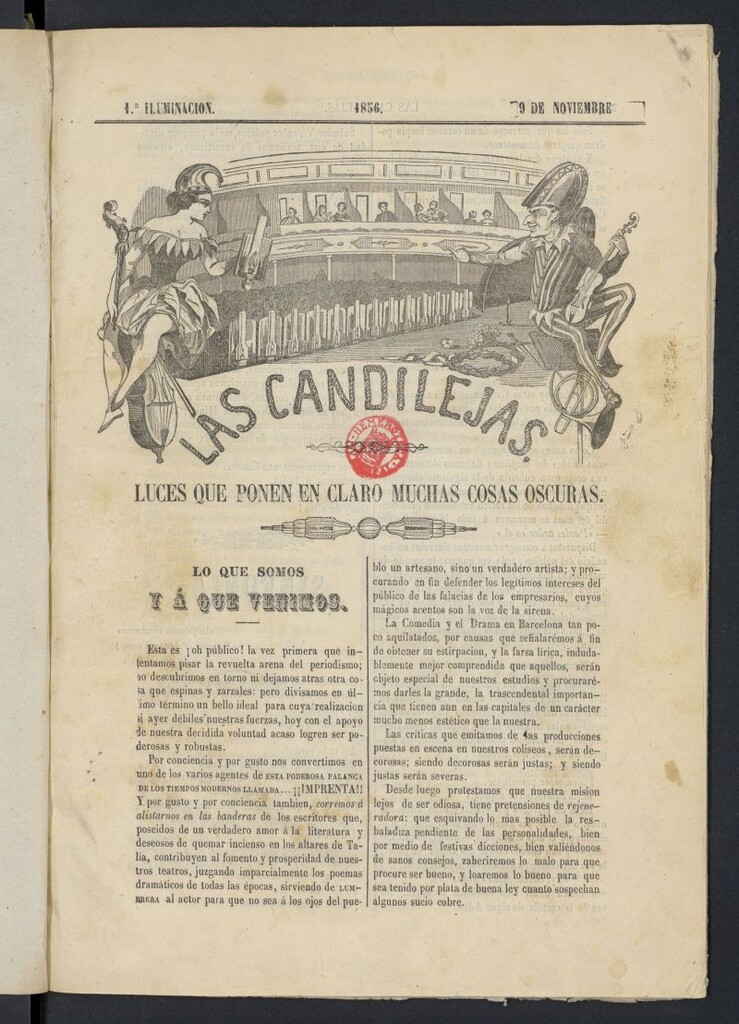 1.ª ILUMINACION. 1856, 9 DE NOVIEMBRE
LAS CANDILEJAS.
LUCES QUE PONEN EN CLARO MUCHAS COSAS OSCURAS.
LO QUE SOMOS
Y Á QUE VENIMOS.
Esta es ¡oh público! la vez primera que in-
tentamos pisar la revuelta arena del periodismo;
no descubrimos en torno ni dejamos atras otra co-
sa que espinas y zarzales: pero divisamos en úl-
timo término un bello ideal para cuya realizacion
si ayer débiles nuestras fuerzas, hoy con el apoyo
de nuestra decidida voluntad acaso logren ser po-
derosas y robustas.
Por conciencia y por gusto nos convertimos en
uno de los varios agentes de ESTA PODEROSA PALANCA
DE LOS TIEMPOS MODERNOS LLAMADA... ¡¡IMPRENTA!!
Y por gusto y por conciencia tambien, corremos á
alistarnos en las banderas de los escritores que,
poseidos de un verdadero amor á la literatura y
deseosos de quemar incienso en los altares de Ta-
lía, contribuyen al fomento y prosperidad de nues-
tros teatros, juzgando imparcialmente los poemas
dramáticos de todas las épocas, sirviendo de LUM-
BRERA al actor para que no sea á los ojos del pue-
blo un artesano, sino un verdadero artista; y pro-
curando en fin defender los legítimos intereses del
público de las falacias de los empresarios, cuyos
mágicos acentos son la voz de la sirena.
La Comedia y el Drama en Barcelona tan po-
co aquilatados, por causas que señalarémos á fin
de obtener su estirpacion, y la farsa lírica, induda-
blemente mejor comprendida que aquellos, serán
objeto especial de nuestros estudios y procuraré-
mos darles la grande, la trascendental importan-
cia que tienen aun en las capitales de un carácter
mucho menos estético que la nuestra.
Las críticas que emitamos de las producciones
puestas en escena en nuestros coliseos, serán de-
corosas; siendo decorosas serán justas; y siendo
justas serán severas.
Desde luego protestamos que nuestra mision
lejos de ser odiosa, tiene pretensiones de rejene-
radora: que esquivando lo mas posible la res-
baladiza pendiente de las personalidades, bien
por medio de festivas dicciones, bien valiéndonos
de sanos consejos, zaheriremos lo malo para que
procure ser bueno, y loaremos lo bueno para que
sea tenido por plata de buena ley cuanto sospechan
algunos sucio cobre.